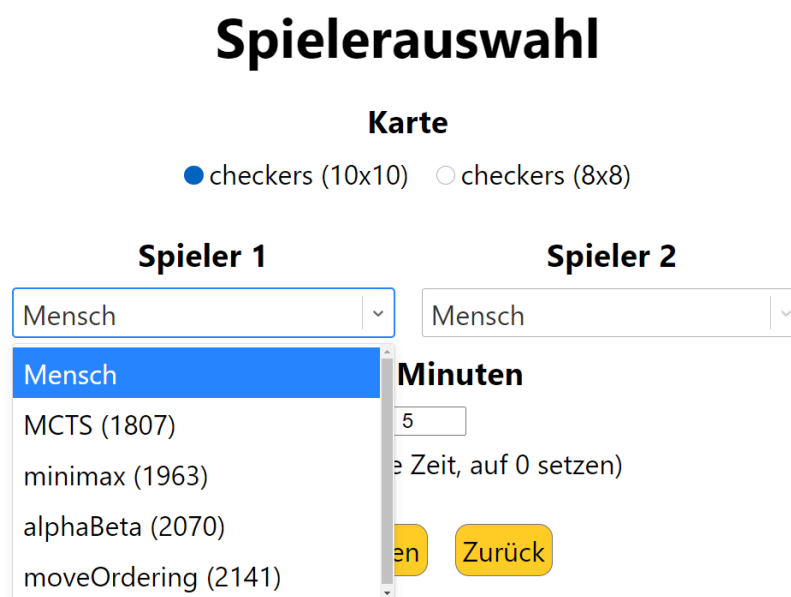 Spielerauswahl
Karte
checkers (10x10) checkers (8x8)
Spieler 1 Spieler 2
Mensch Mensch
Mensch
Minuten
MCTS (1807)
5
minimax (1963)
Zeit, auf 0 setzen)
alphaBeta (2070)
Zurück
moveOrdering (2141)